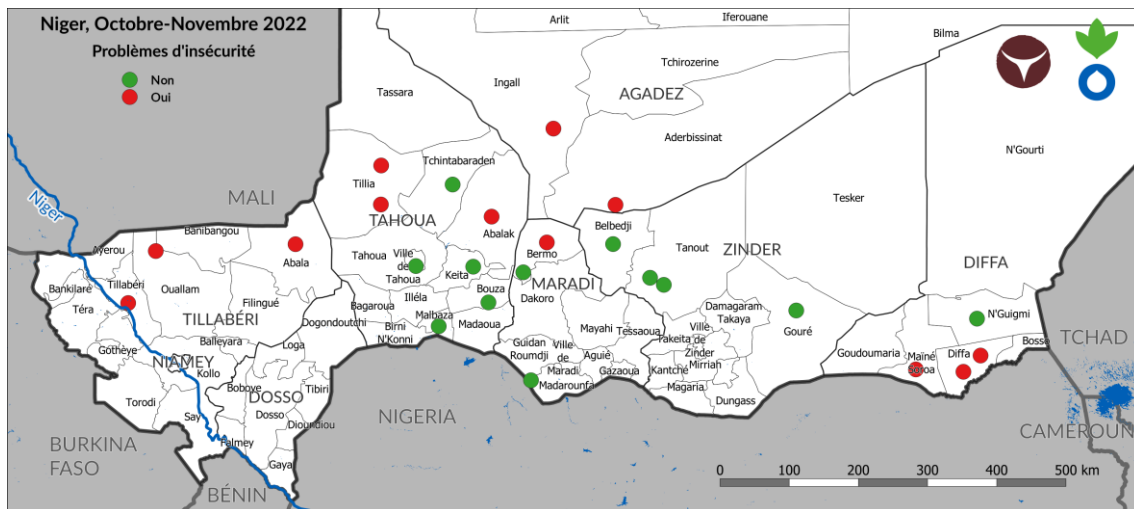 Niger, Octobre-Novembre 2022
Problèmes d'insécurité
Non
Oui
Arlit
Iferouane
Bilma
Tchirozerine
Ingall
Tassara
AGADEZ
Aderbissinat
N'Gourti
Tchintabaraden
Tillia
MALI
Niger
TAHOUA
Tesker
Abalak
Belbedji
Banibangou
Ayerou
Abala
Bermo
Tanout
ZINDER
DIFFA
Tahoua
Ville
de
Tahoua
Keita
MARADI
Tillabéri
Ouallam
Bankilaré
Dakoro
Filingué
Bagaroua
Illéla
Bouza
Téra
TILLABÉRI
Damagaram
Takaya
N'Guigmi
Malbaza
Madaoua
Dogondoutchi
Birni
N'Konni
Mayahi
Tessaoua
Ville
de
Zinder
Gouré
TCHAD
Gothèye
Balleyara
Loga
Guidan
Roumdji
Ville
de
Maradi
Aguié
Takeita
Mirriah
Goudoumaria
Maïné
Soroa
Diffa
Bosso
NIAMEY
Kollo
Gazaoua
Kantché
Madarounfa
Magaria
Boboye
Tibiri
DOSSO
Torodi
Dungass
Say
Dosso
Dioundiou
NIGERIA
CAMEROUN
BURKINA
FASO
Falmey
Gaya
BÉNIN
0 100 200 300 400 500 km